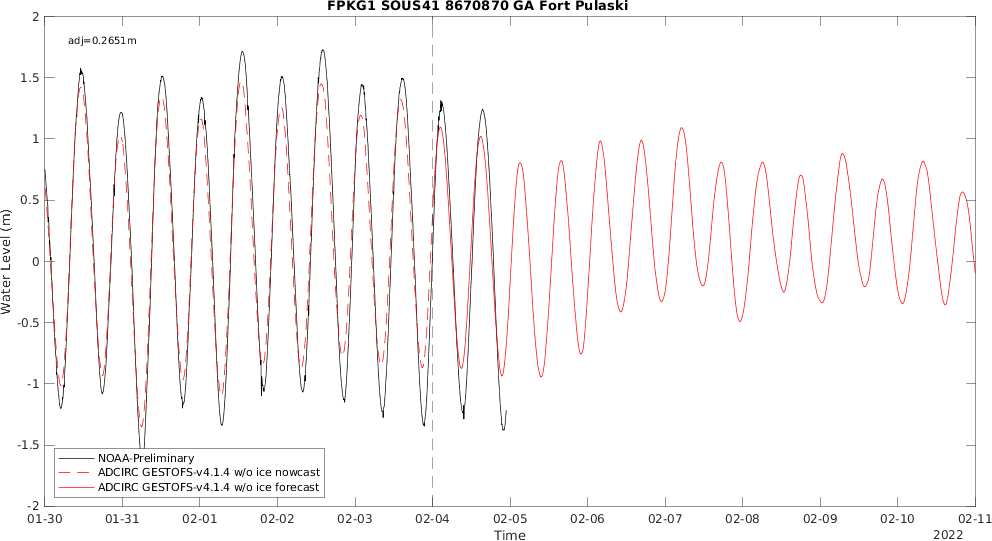 FPKG1 SOUS41 8670870 GA Fort Pulaski
adj=0.2651m
2
1.5
1
0.5
0
-0.5
-1
-1.5
-2
Water Level (m)
NOAA-Preliminary
ADCIRC GESTOFS-v4.1.4 w/o ice nowcast
ADCIRC GESTOFS-v4.1.4 w/o ice forecast
01-30 01-31 02-01 02-02 02-03 02-04 02-05 02-06 02-07 02-08 02-09 02-10 02-11
Time
2022